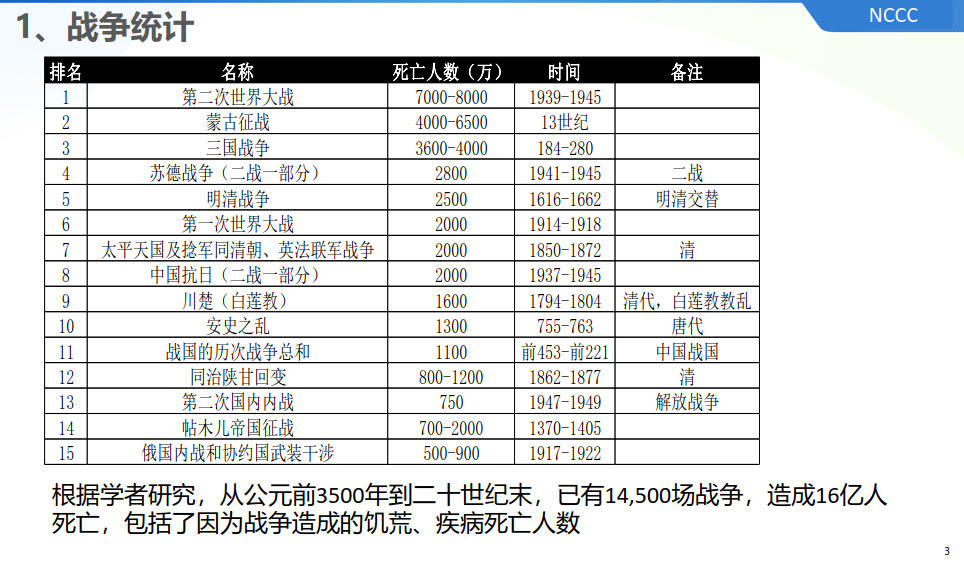 NCCC
1、战争统计
排名 名称 死亡人数（万） 时间 备注
1 第二次世界大战 7000-8000 1939-1945
2 蒙古征战 4000-6500 13世纪
3 三国战争 3600-4000 184-280
4 苏德战争（二战一部分） 2800 1941-1945 二战
5 明清战争 2500 1616-1662 明清交替
6 第一次世界大战 2000 1914-1918
7 太平天国及捻军同清朝、英法联军战争 2000 1850-1872 清
8 中国抗日（二战一部分） 2000 1937-1945
9 川楚（白莲教） 1600 1794-1804 清代，白莲教教乱
10 安史之乱 1300 755-763 唐代
11 战国的历次战争总和 1100 前453-前221 中国战国
12 同治陕甘回变 800-1200 1862-1877 清
13 第二次国内内战 750 1947-1949 解放战争
14 帖木儿帝国征战 700-2000 1370-1405
15 俄国内战和协约国武装干涉 500-900 1917-1922
根据学者研究，从公元前3500年到二十世纪末，已有14,500场战争，造成16亿人
死亡，包括了因为战争造成的饥荒、疾病死亡人数
3